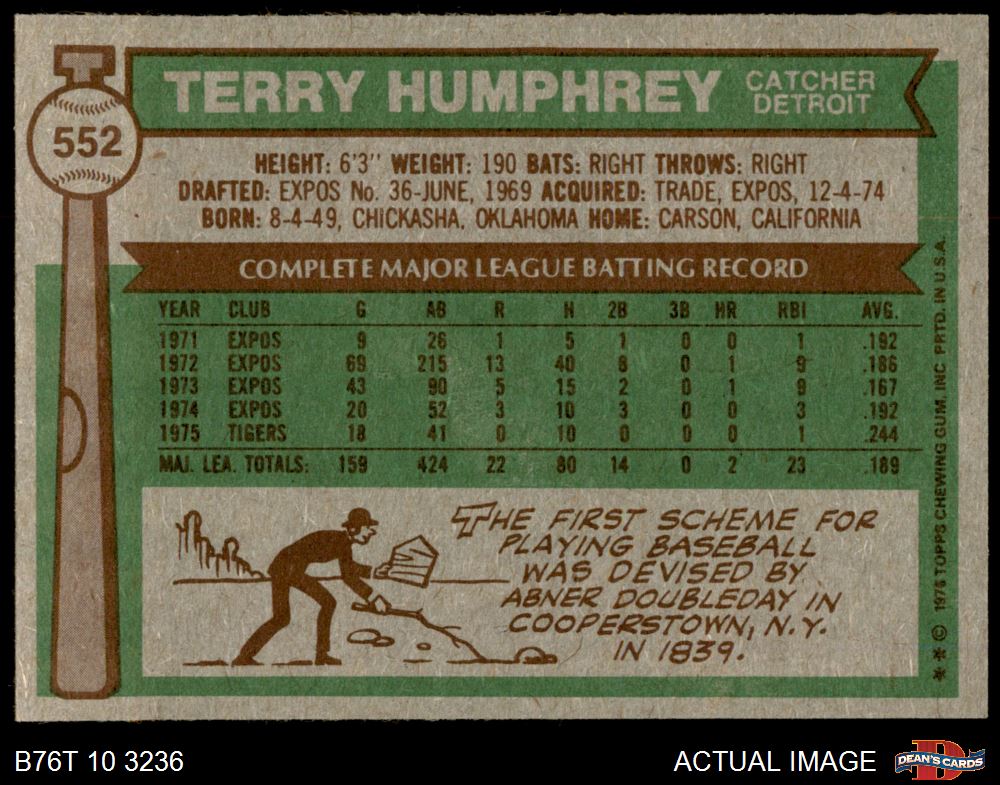 552
TERRY HUMPHREY
CATCHER
DETROIT
HEIGHT: 6'3" WEIGHT: 190 BATS: RIGHT THROWS: RIGHT
DRAFTED: EXPOS No. 36-JUNE, 1969 ACQUIRED: TRADE, EXPOS, 12-4-74
BORN: 8-4-49, CHICKASHA, OKLAHOMA HOME: CARSON, CALIFORNIA
COMPLETE MAJOR LEAGUE BATTING RECORD
YEAR CLUB G AB R H 2B 3B HR RBI AVG.
1971 EXPOS 9 26 1 5 1 0 0 1 .192
1972 EXPOS 69 215 13 40 8 0 1 9 .186
1973 EXPOS 43 90 5 15 2 0 1 9 .167
1974 EXPOS 20 52 3 10 3 0 0 3 .192
1975 TIGERS 18 41 0 10 0 0 0 1 .244
MAJ. LEA. TOTALS: 159 424 22 80 14 0 2 23 .189
THE FIRST SCHEME FOR
PLAYING BASEBALL
WAS DEVISED BY
ABNER DOUBLEDAY IN
COOPERSTOWN, N.Y.
IN 1839.
* * © 1976 TOPPS CHEWING GUM, INC. PRTD. IN U.S.A.
B76T 10 3236
ACTUAL IMAGE
D
DEAN'S CARDS